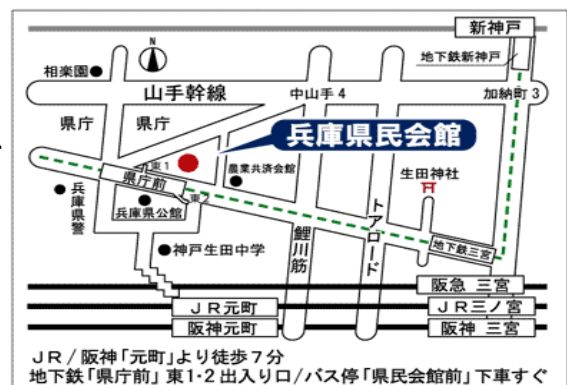 新神戸
地下鉄新神戸
N
相楽園
山手幹線
中山手4
加納町3
県庁
県庁
兵庫県民会館
東1
農業共済会館
生田神社
県庁前
東2
兵庫県警
兵庫県公館
トアロード
鯉川筋
地下鉄三宮
神戸生田中学
阪急 三宮
JR元町
JR三ノ宮
阪神元町
阪神 三宮
JR/阪神「元町」より徒歩7分
地下鉄「県庁前」東1・2出入り口/バス停「県民会館前」下車すぐ